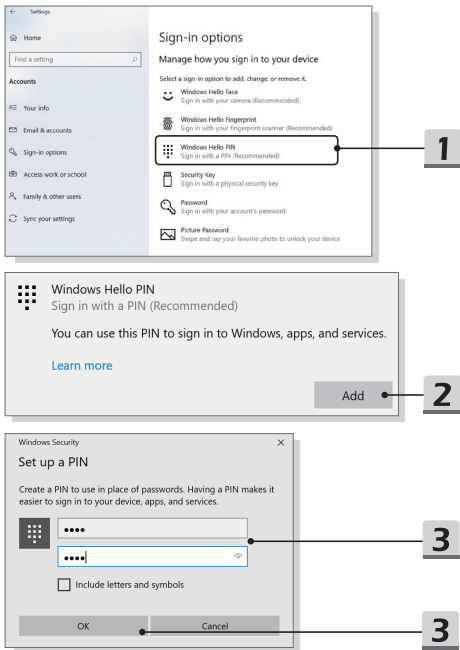 Settings
Home
Find a setting
Accounts
Your info
Email & accounts
Sign-in options
Access work or school
Family & other users
Sync your settings
Sign-in options
Manage how you sign in to your device
Select a sign-in option to add, change, or remove it.
Windows Hello Face
Sign in with your camera (Recommended)
Windows Hello Fingerprint
Sign in with your fingerprint scanner (Recommended)
Windows Hello PIN
Sign in with a PIN (Recommended)
Security Key
Sign in with a physical security key
Password
Sign in with your account's password
Picture Password
Swipe and tap your favorite photo to unlock your device
1
Windows Hello PIN
Sign in with a PIN (Recommended)
You can use this PIN to sign in to Windows, apps, and services.
Learn more
Add
2
Windows Security
Set up a PIN
Create a PIN to use in place of passwords. Having a PIN makes it
easier to sign in to your device, apps, and services.
••••
••••
3
Include letters and symbols
OK
Cancel
3